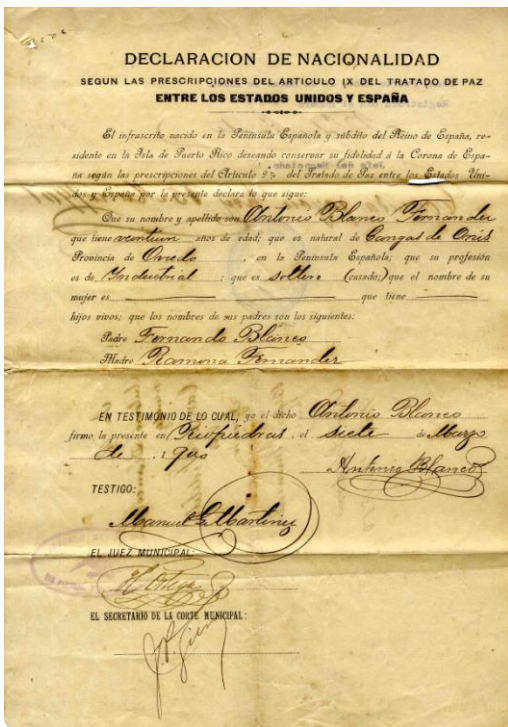 DECLARACION DE NACIONALIDAD
SEGUN LAS PRESCRIPCIONES DEL ARTICULO IX DEL TRATADO DE PAZ
ENTRE LOS ESTADOS UNIDOS Y ESPAÑA
El infrascrito nacido en la Península Española y súbdito del Reino de España, re-
sidente en la Isla de Puerto Rico deseando conservar su fidelidad á la Corona de Espa-
na según las prescripciones del Artículo 9º del Tratado de Paz entre los Estados Uni-
dos y España por la presente declara lo que sigue:
Que su nombre y apellido son Antonio Blanco Fernander
que tiene veintiun años de edad; que es natural de Cangas de Onis
Provincia de Oviedo, en la Península Española; que su profesión
es de Industrial; que es soltero (casado) que el nombre de su
mujer es que tiene
hijos vivos; que los nombres de sus padres son los siguientes:
Padre Fernando Blanco
Madre Ramona Fernander
EN TESTIMONIO DE LO CUAL, yo el dicho Antonio Blanco
firmo la presente en Riopiedras, el siete de Marzo
de 1900
Antonio Blanco
TESTIGO:
Manuel G. Martinez
EL JUEZ MUNICIPAL:
EL SECRETARIO DE LA CORTE MUNICIPAL: